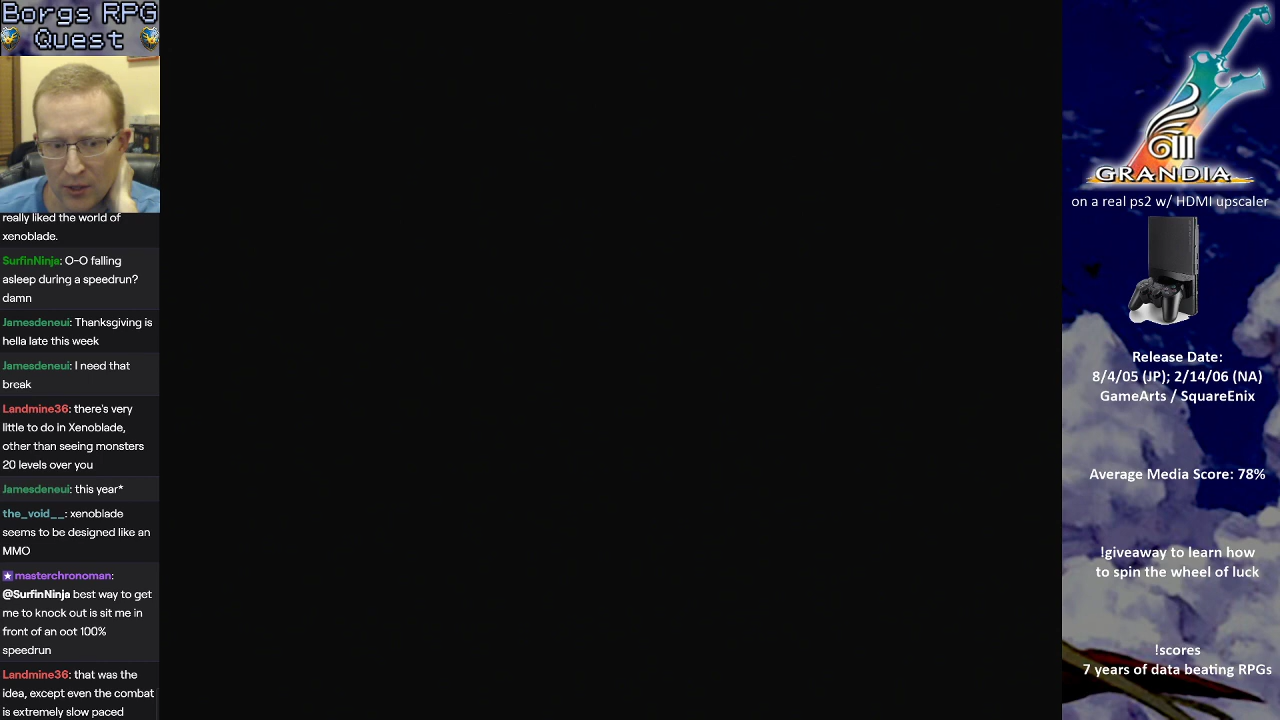 Borgs RPG
Quest
really liked the world of
xenoblade.
SurfinNinja: O-O falling
asleep during a speedrun?
damn
Jamesdeneui: Thanksgiving is
hella late this week
Jamesdeneui: I need that
break
Landmine36: there's very
little to do in Xenoblade,
other than seeing monsters
20 levels over you
Jamesdeneui: this year*
the_void__: xenoblade
seems to be designed like an
MMO
masterchronoman:
@SurfinNinja best way to get
me to knock out is sit me in
front of an oot 100%
speedrun
Landmine36: that was the
idea, except even the combat
is extremely slow paced
III
GRANDIA
on a real ps2 w/ HDMI upscaler
Release Date:
8/4/05 (JP); 2/14/06 (NA)
GameArts / SquareEnix
Average Media Score: 78%
!giveaway to learn how
to spin the wheel of luck
!scores
7 years of data beating RPGs